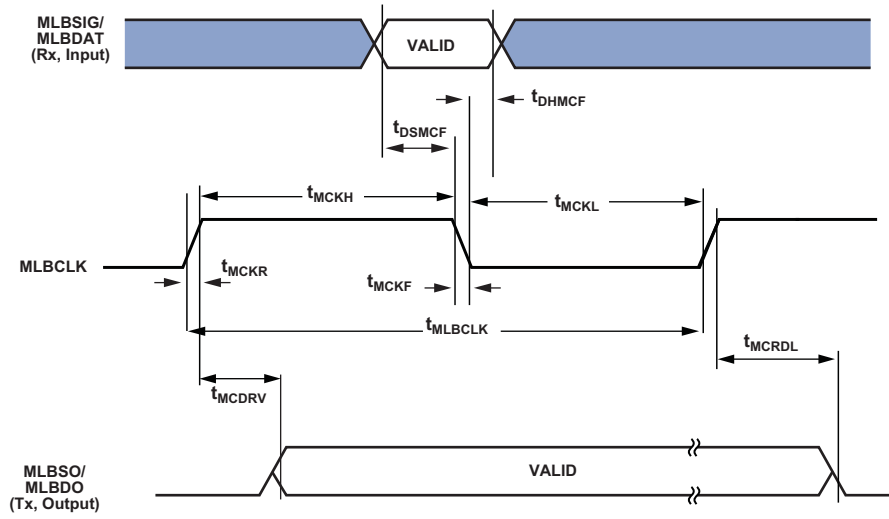 MLBSIG/
MLBDAT
(Rx, Input)
VALID
tDHMCF
tDSMCF
tMCKH
tMCKL
MLBCLK
tMCKR
tMCKF
tMLBCLK
tMCRDL
tMCDRV
MLBSO/
MLBDO
(Tx, Output)
VALID